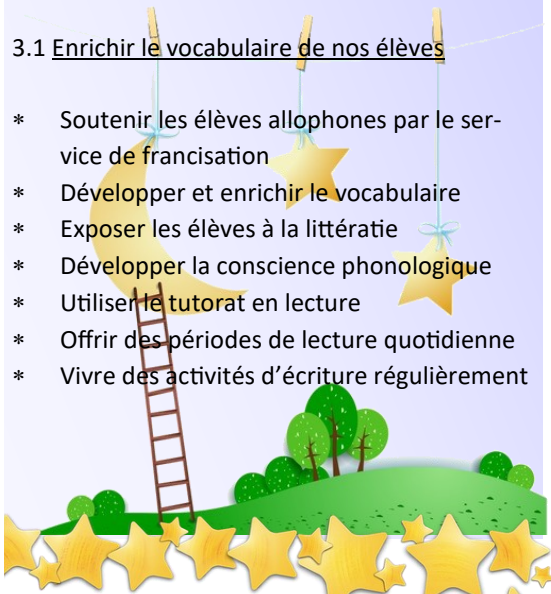 3.1 Enrichir le vocabulaire de nos élèves
* Soutenir les élèves allophones par le ser-
vice de francisation
* Développer et enrichir le vocabulaire
* Exposer les élèves à la littératie
* Développer la conscience phonologique
* Utiliser le tutorat en lecture
* Offrir des périodes de lecture quotidienne
* Vivre des activités d’écriture régulièrement